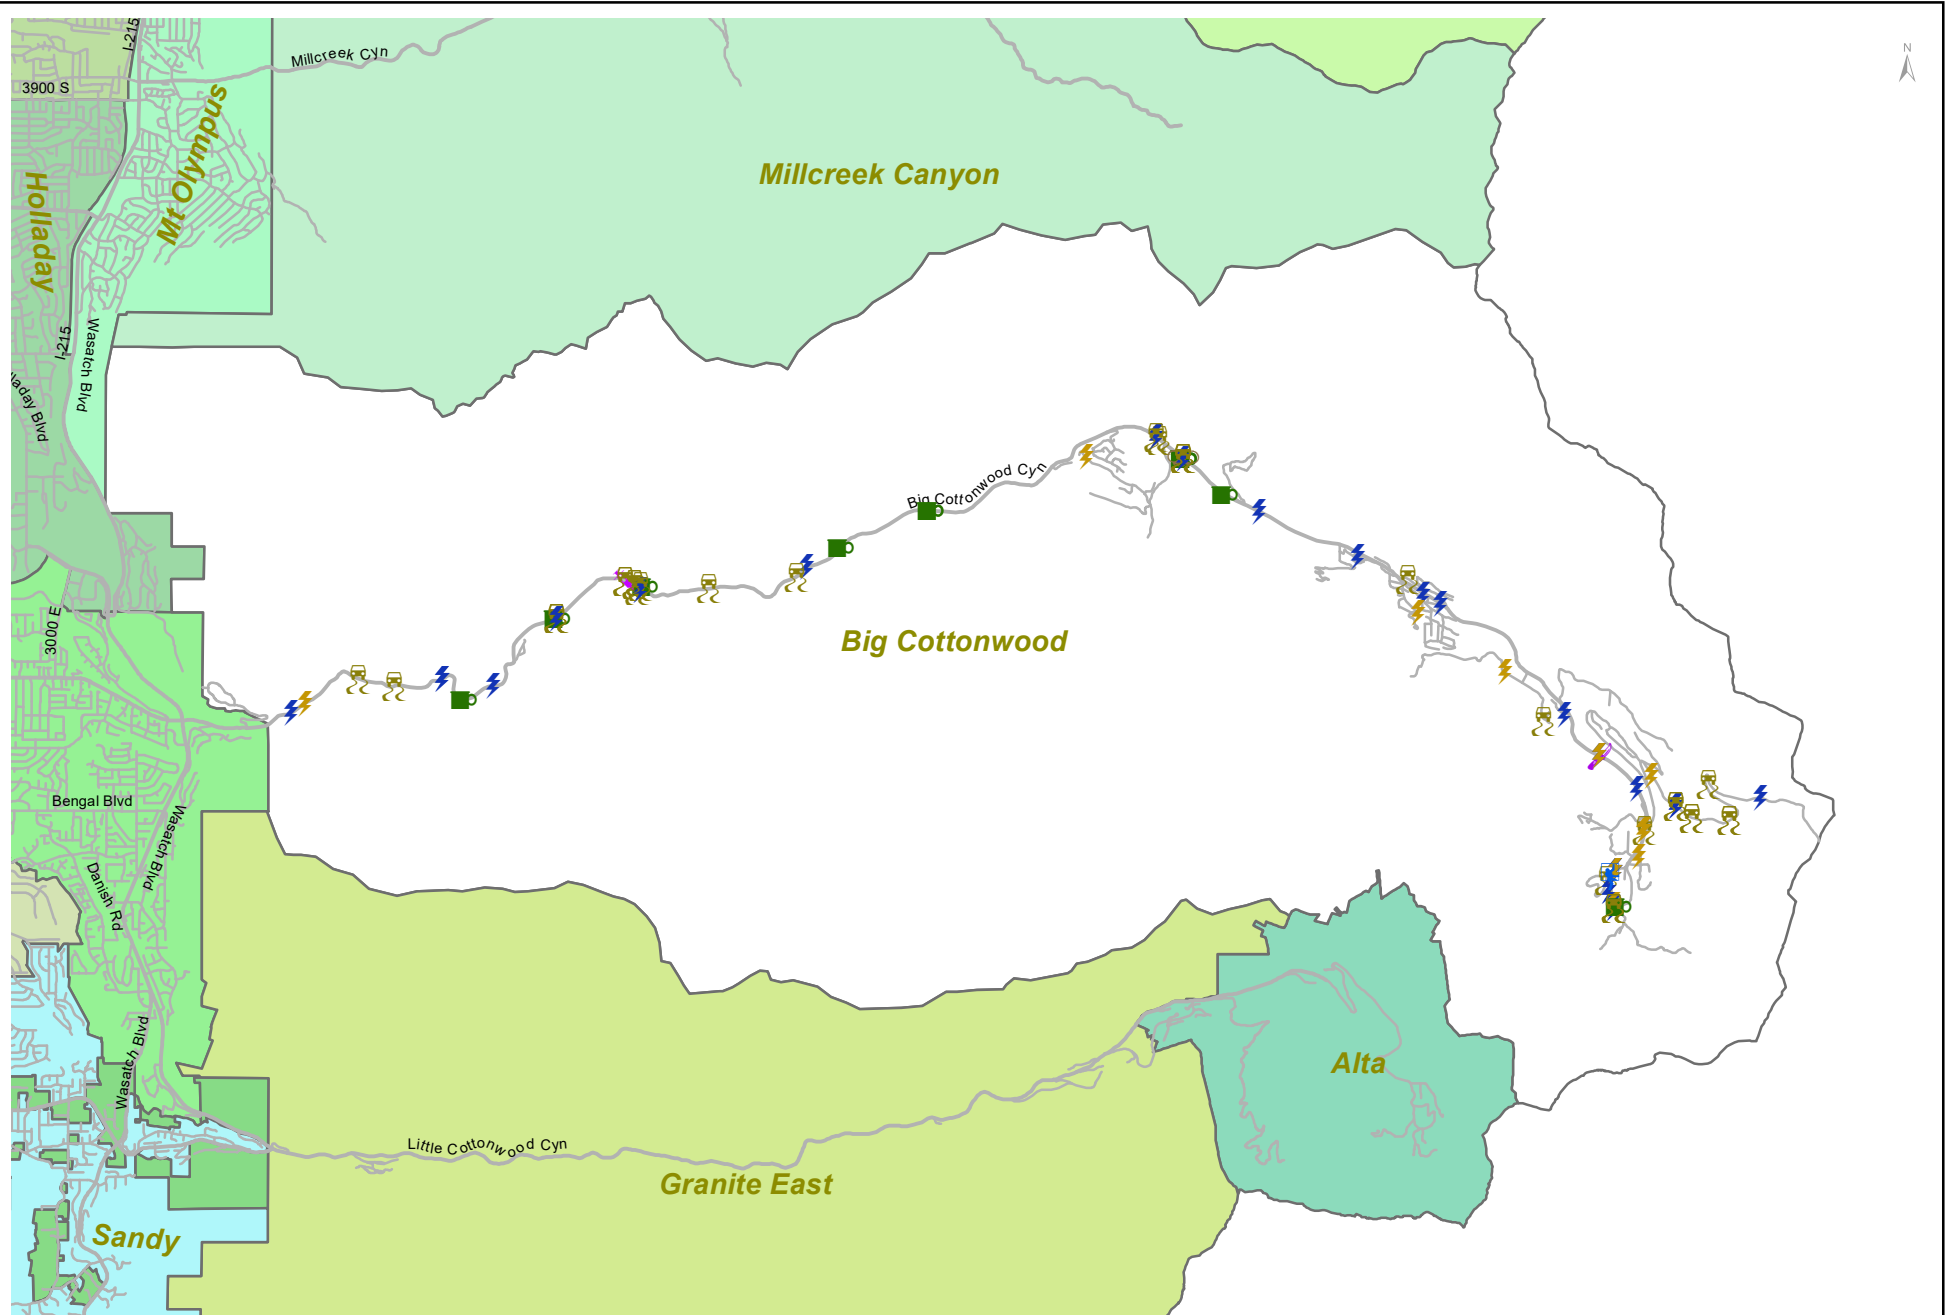 I-215
N
Millcreek Cyn
3900 S
Mt Olympus
Millcreek Canyon
Holladay
I-215
Wasatch Blvd
laday Blvd
Big Cottonwood Cyn
3000 E
Big Cottonwood
Bengal Blvd
Wasatch Blvd
Danish Rd
Wasatch Blvd
Alta
Little Cottonwood Cyn
Granite East
Sandy